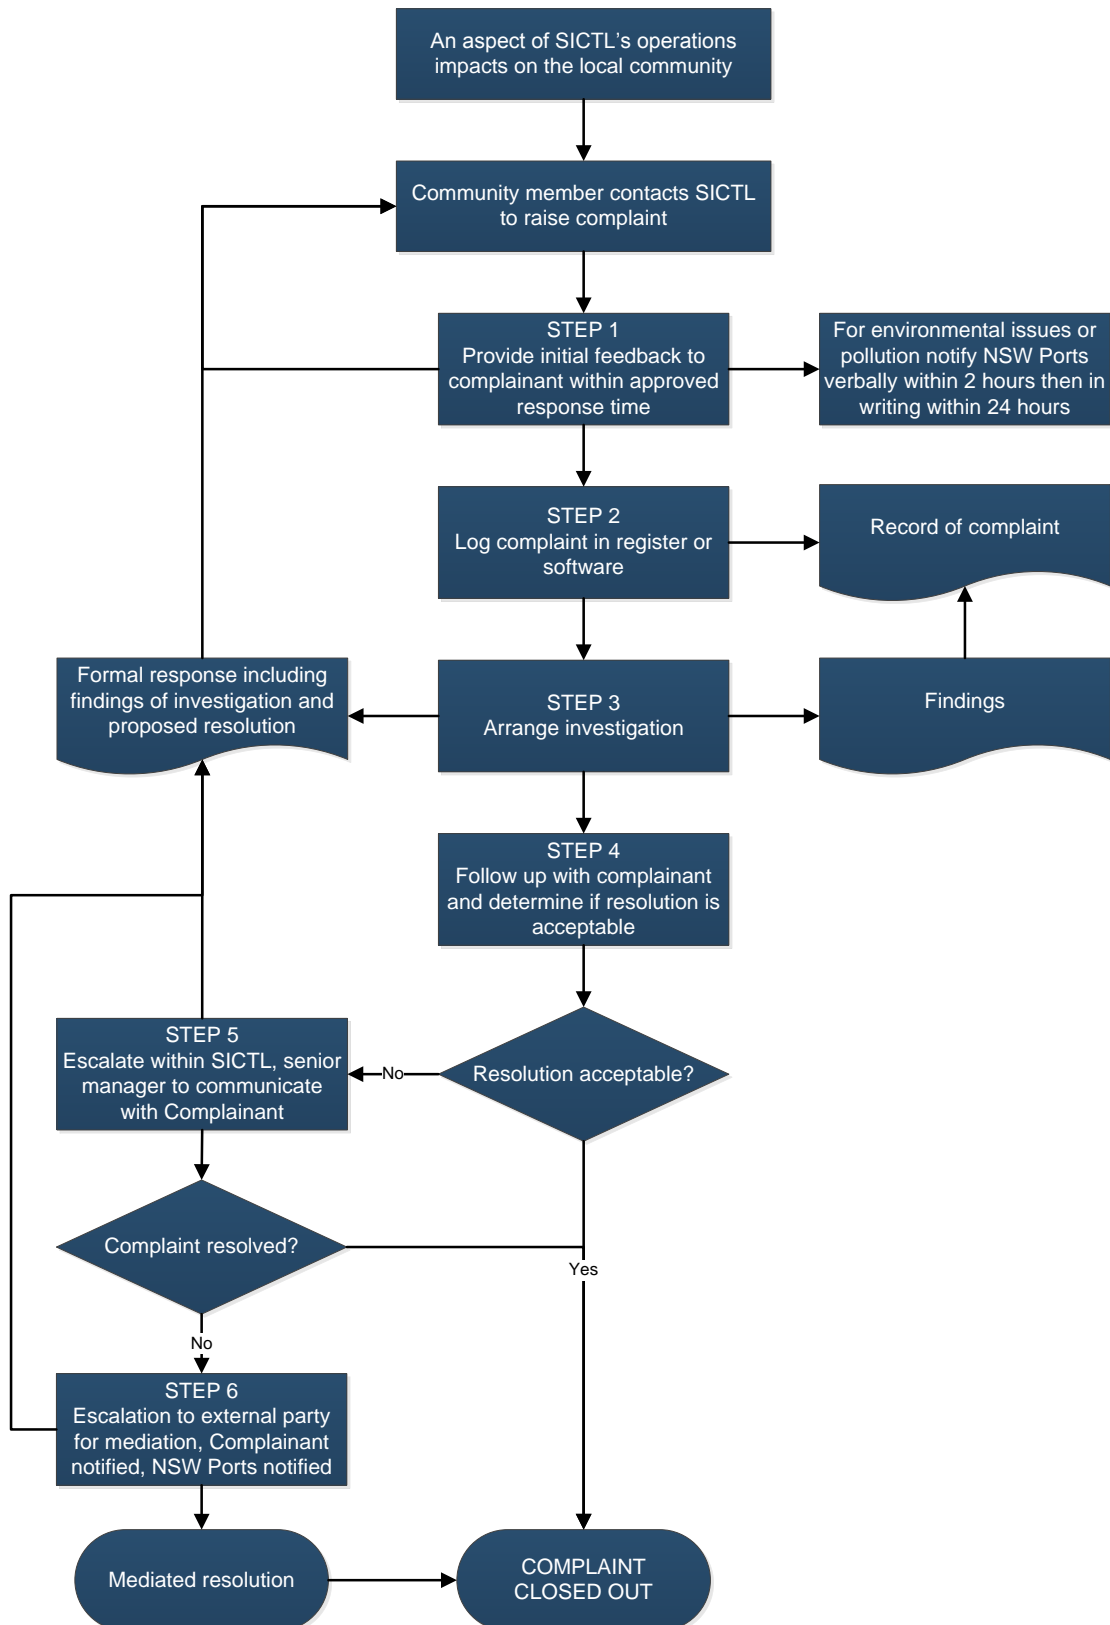 An aspect of SICTL's operations
impacts on the local community
Community member contacts SICTL
to raise complaint
STEP 1
Provide initial feedback to
complainant within approved
response time
For environmental issues or
pollution notify NSW Ports
verbally within 2 hours then in
writing within 24 hours
STEP 2
Log complaint in register or
software
Record of complaint
Formal response including
findings of investigation and
proposed resolution
STEP 3
Arrange investigation
Findings
STEP 4
Follow up with complainant
and determine if resolution is
acceptable
STEP 5
Escalate within SICTL, senior
manager to communicate
with Complainant
No
Resolution acceptable?
Complaint resolved?
Yes
No
STEP 6
Escalation to external party
for mediation, Complainant
notified, NSW Ports notified
Mediated resolution
COMPLAINT
CLOSED OUT